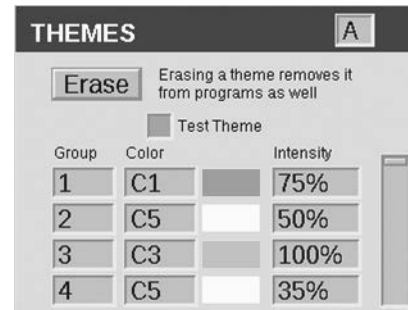 THEMES A
Erase Erasing a theme removes it
from programs as well
Test Theme
Group Color Intensity
1 C1 75%
2 C5 50%
3 C3 100%
4 C5 35%